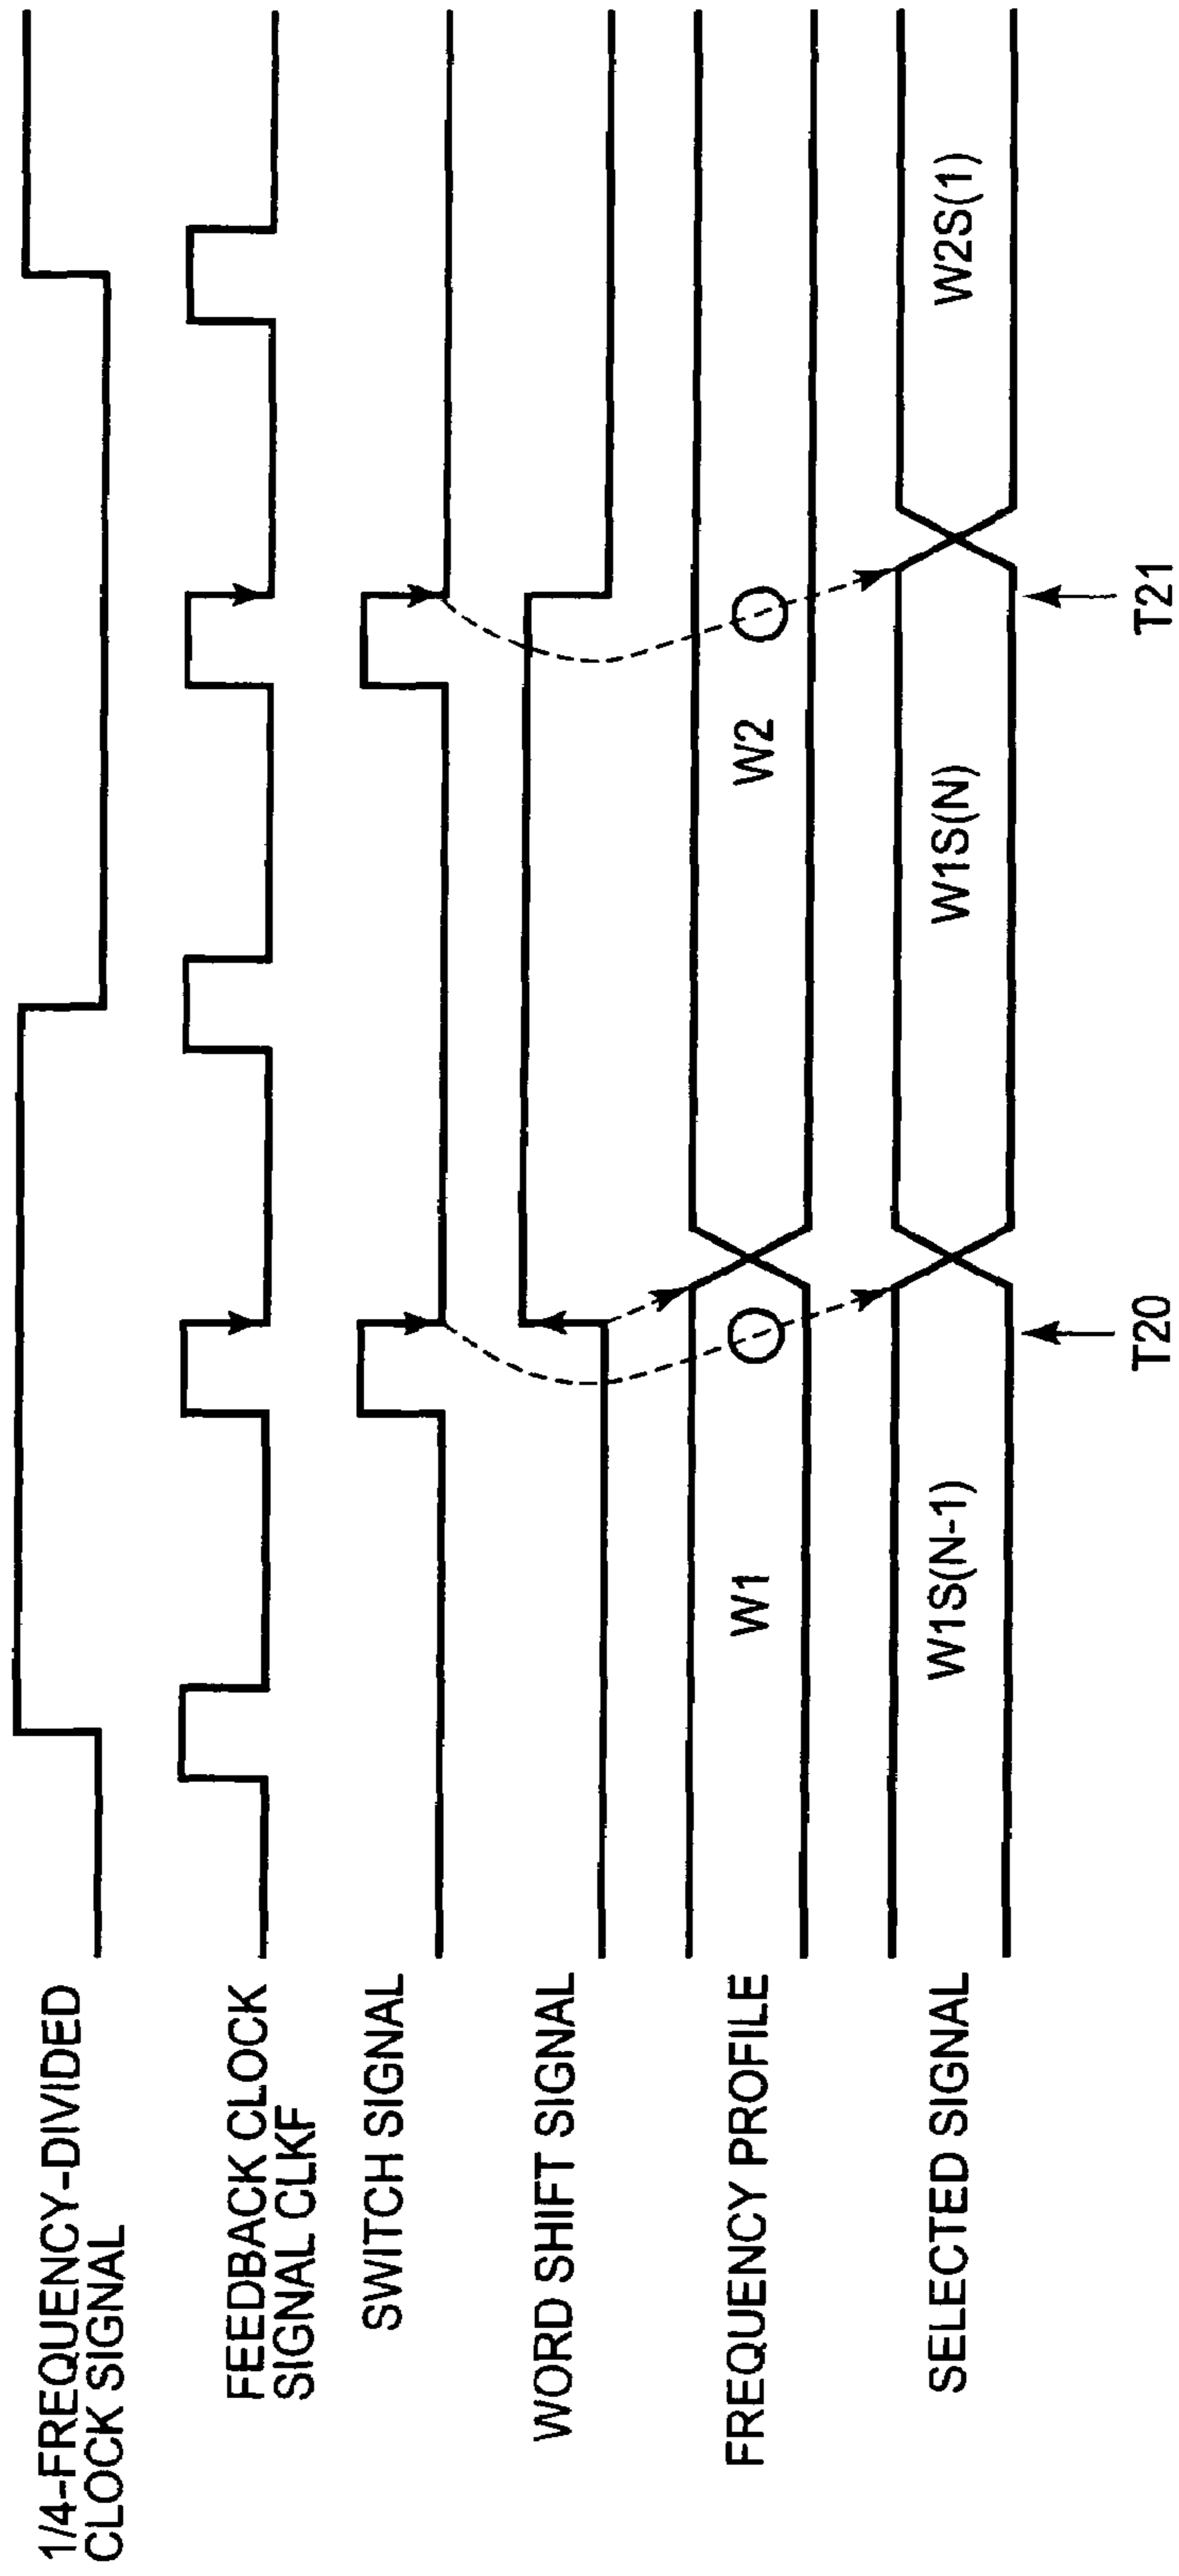 1/4-FREQUENCY-DIVIDED
CLOCK SIGNAL
FEEDBACK CLOCK
SIGNAL CLKF
SWITCH SIGNAL
WORD SHIFT SIGNAL
FREQUENCY PROFILE
W1
W2
SELECTED SIGNAL
W1S(N-1)
W1S(N)
W2S(1)
T20
T21